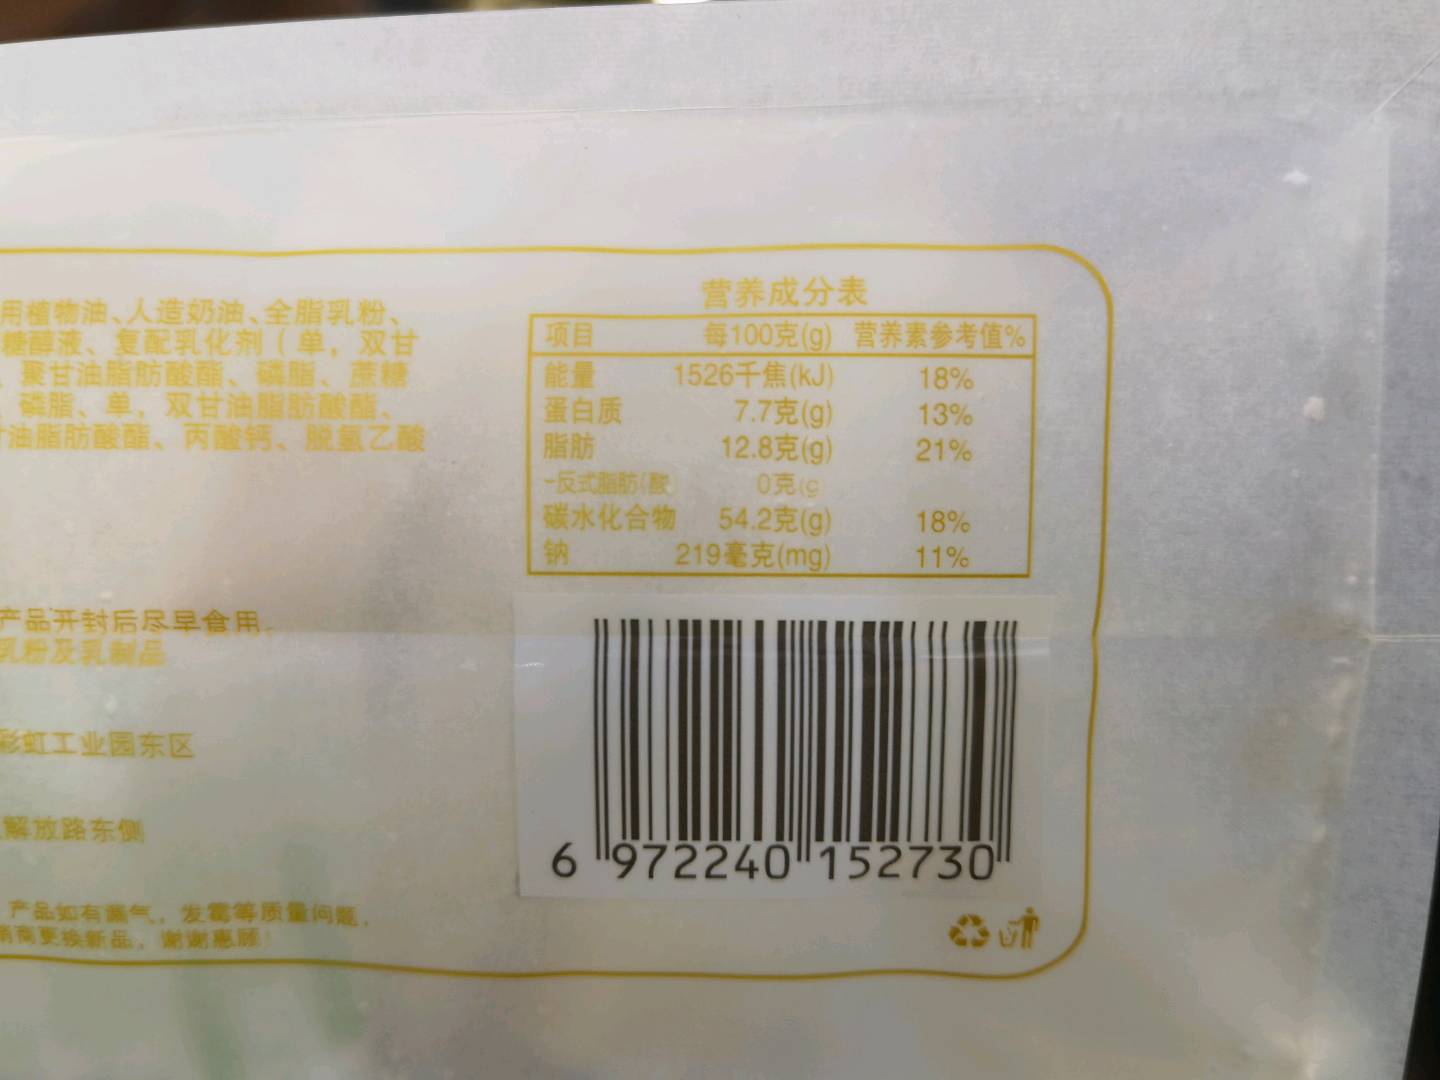 用植物油、人造奶油、全脂乳粉、
糖醇液、复配乳化剂（单，双甘
、聚甘油脂肪酸酯、磷脂、蔗糖
、磷脂、单，双甘油脂肪酸酯、
油脂肪酸酯、丙酸钙、脱氢乙酸
产品开封后尽早食用。
乳粉及乳制品
彩虹工业园东区
解放路东侧
产品如有漏气，发霉等质量问题，
商更换新品，谢谢惠顾！
营养成分表
项目 每100克(g) 营养素参考值%
能量 1526千焦(kJ) 18%
蛋白质 7.7克(g) 13%
脂肪 12.8克(g) 21%
-反式脂肪(酸 0克(g
碳水化合物 54.2克(g) 18%
钠 219毫克(mg) 11%
6 972240 152730